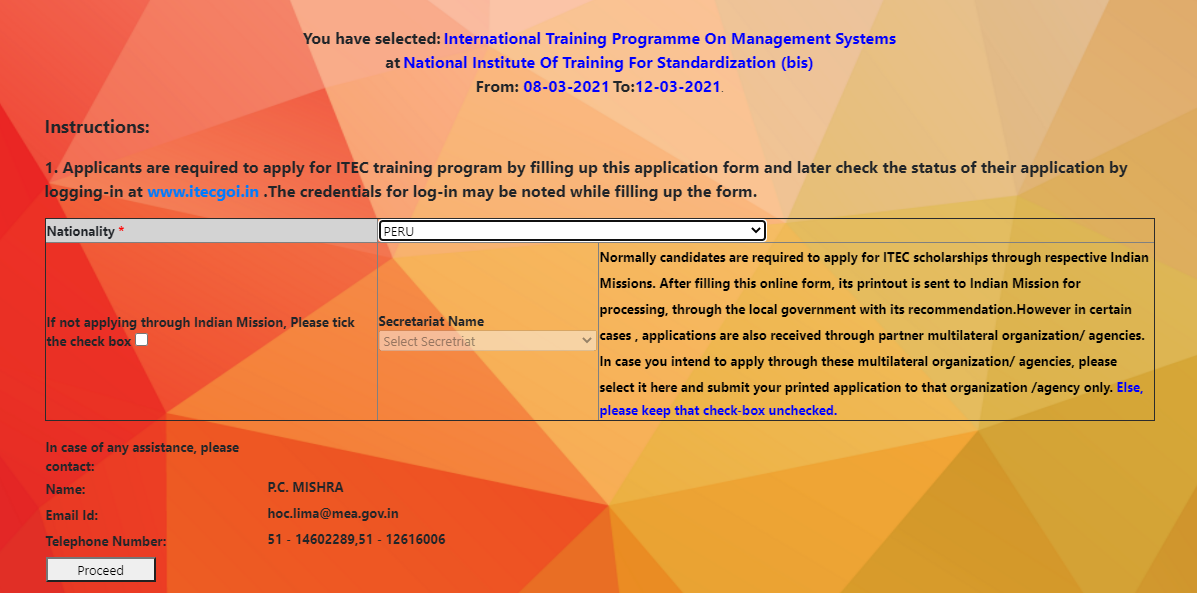 You have selected: International Training Programme On Management Systems
at National Institute Of Training For Standardization (bis)
From: 08-03-2021 To:12-03-2021.
Instructions:
1. Applicants are required to apply for ITEC training program by filling up this application form and later check the status of their application by
logging-in at www.itecgoi.in .The credentials for log-in may be noted while filling up the form.
Nationality *
PERU
If not applying through Indian Mission, Please tick
the check box
Secretariat Name
Select Secretriat
Normally candidates are required to apply for ITEC scholarships through respective Indian
Missions. After filling this online form, its printout is sent to Indian Mission for
processing, through the local government with its recommendation.However in certain
cases , applications are also received through partner multilateral organization/ agencies.
In case you intend to apply through these multilateral organization/ agencies, please
select it here and submit your printed application to that organization /agency only. Else,
please keep that check-box unchecked.
In case of any assistance, please
contact:
Name: P.C. MISHRA
Email Id: hoc.lima@mea.gov.in
Telephone Number: 51 - 14602289,51 - 12616006
Proceed